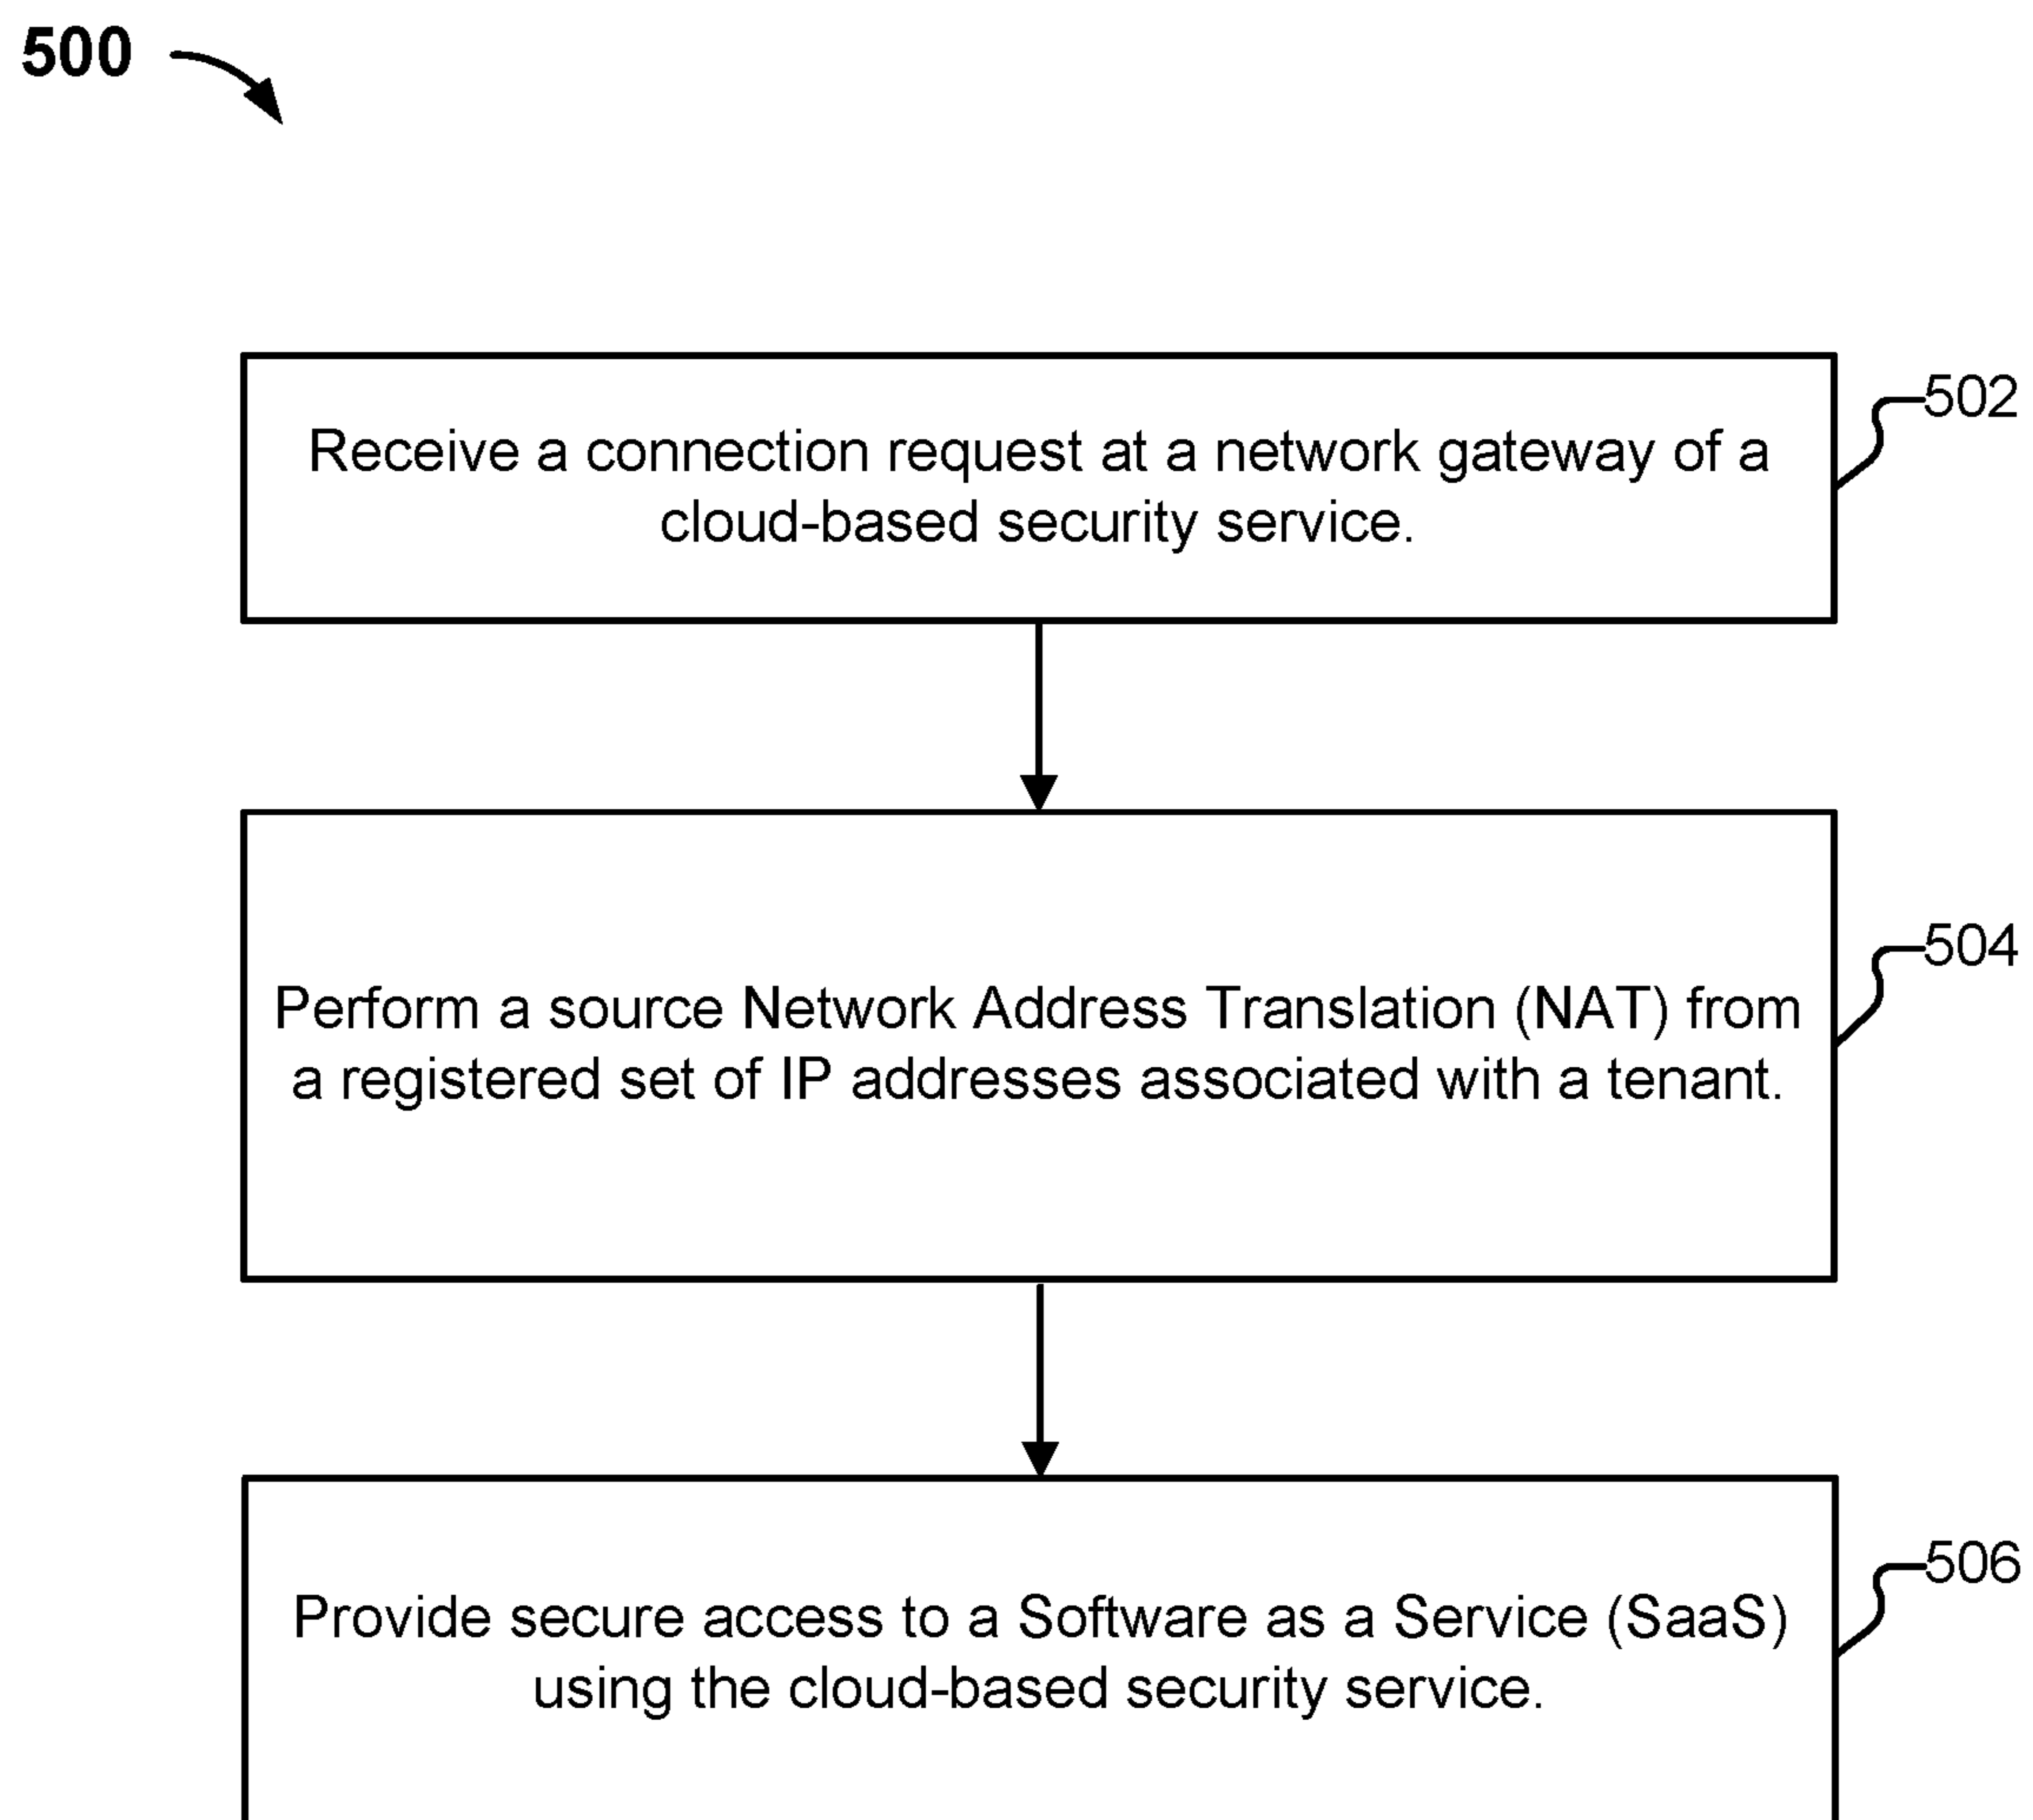 500
Receive a connection request at a network gateway of a
cloud-based security service.
502
Perform a source Network Address Translation (NAT) from
a registered set of IP addresses associated with a tenant.
504
Provide secure access to a Software as a Service (SaaS)
using the cloud-based security service.
506